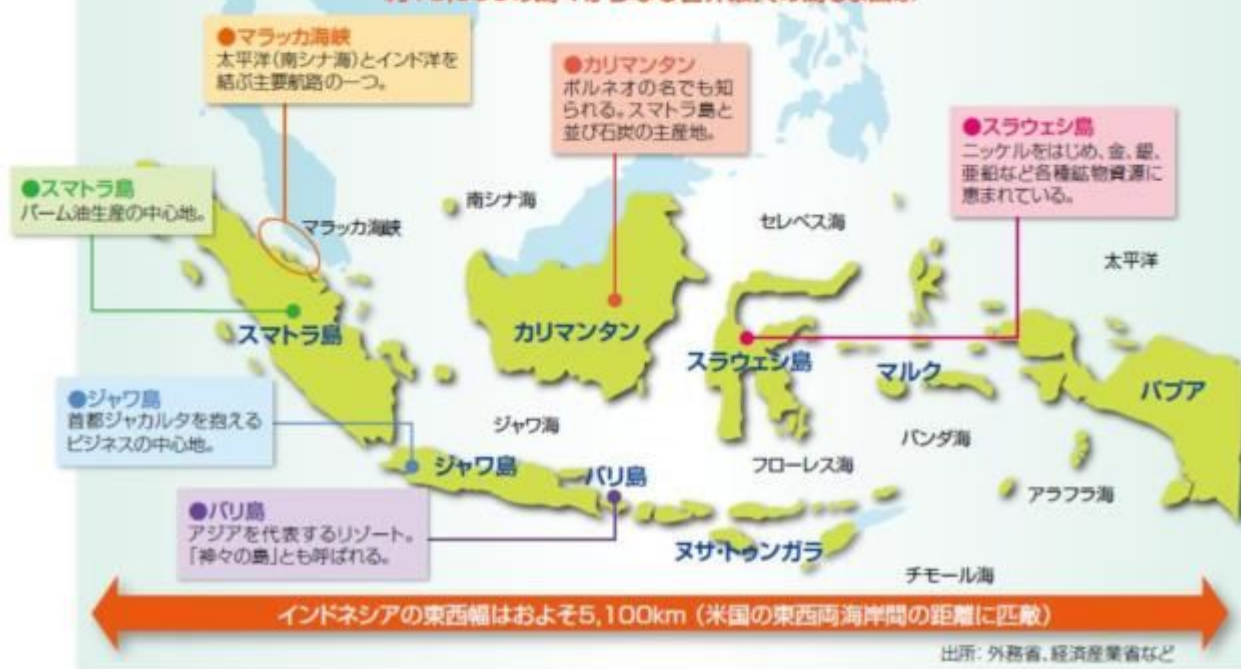 ●マラッカ海峡
太平洋(南シナ海)とインド洋を
結ぶ主要航路の一つ。
●カリマンタン
ボルネオの名でも知
られる。スマトラ島と
並び石炭の主産地。
●スラウェシ島
ニッケルをはじめ、金、銀、
亜鉛など各種鉱物資源に
恵まれている。
●スマトラ島
パーム油生産の中心地。
マラッカ海峡
南シナ海
セレベス海
太平洋
スマトラ島
カリマンタン
スラウェシ島
マルク
パプア
●ジャワ島
首都ジャカルタを抱える
ビジネスの中心地。
ジャワ海
バンダ海
ジャワ島
バリ島
フローレス海
アラフラ海
●バリ島
アジアを代表するリゾート。
「神々の島」とも呼ばれる。
ヌサ・トゥンガラ
チモール海
インドネシアの東西幅はおよそ5,100km(米国の東西両海岸間の距離に匹敵)
出所:外務省、経済産業省など